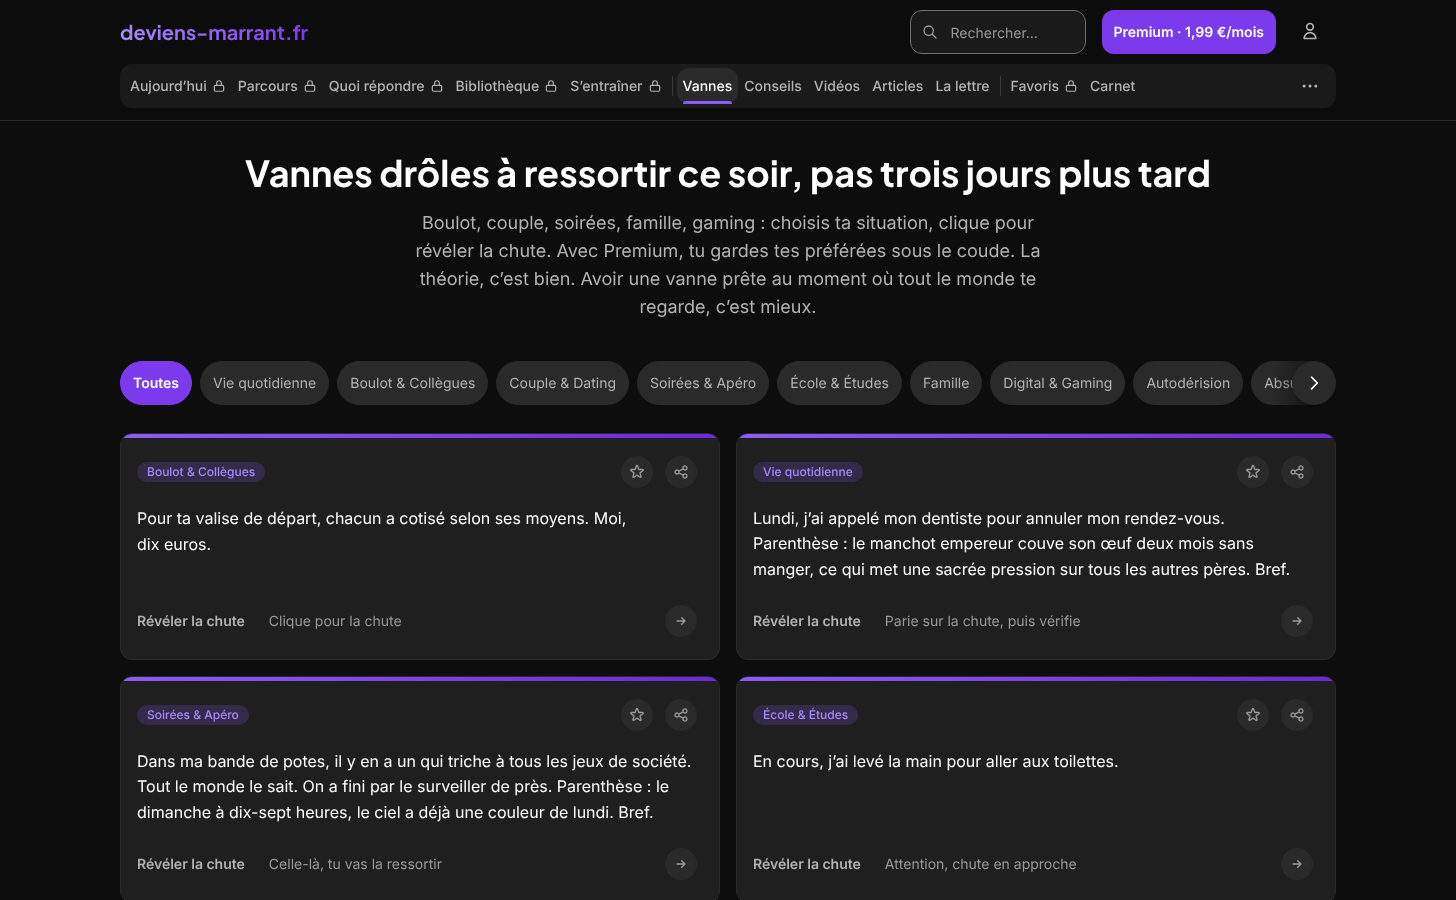 deviens-marrant.fr
Rechercher...
Premium · 1,99 €/mois
Aujourd’hui Parcours Quoi répondre Bibliothèque S’entraîner Vannes Conseils Vidéos Articles La lettre Favoris Carnet
Vannes drôles à ressortir ce soir, pas trois jours plus tard
Boulot, couple, soirées, famille, gaming : choisis ta situation, clique pour
révéler la chute. Avec Premium, tu gardes tes préférées sous le coude. La
théorie, c’est bien. Avoir une vanne prête au moment où tout le monde te
regarde, c’est mieux.
Toutes Vie quotidienne Boulot & Collègues Couple & Dating Soirées & Apéro École & Études Famille Digital & Gaming Autodérision
Boulot & Collègues
Pour ta valise de départ, chacun a cotisé selon ses moyens. Moi,
dix euros.
Révéler la chute Clique pour la chute
Vie quotidienne
Lundi, j’ai appelé mon dentiste pour annuler mon rendez-vous.
Parenthèse : le manchot empereur couve son œuf deux mois sans
manger, ce qui met une sacrée pression sur tous les autres pères. Bref.
Révéler la chute Parie sur la chute, puis vérifie
Soirées & Apéro
Dans ma bande de potes, il y en a un qui triche à tous les jeux de société.
Tout le monde le sait. On a fini par le surveiller de près. Parenthèse : le
dimanche à dix-sept heures, le ciel a déjà une couleur de lundi. Bref.
Révéler la chute Celle-là, tu vas la ressortir
École & Études
En cours, j’ai levé la main pour aller aux toilettes.
Révéler la chute Attention, chute en approche